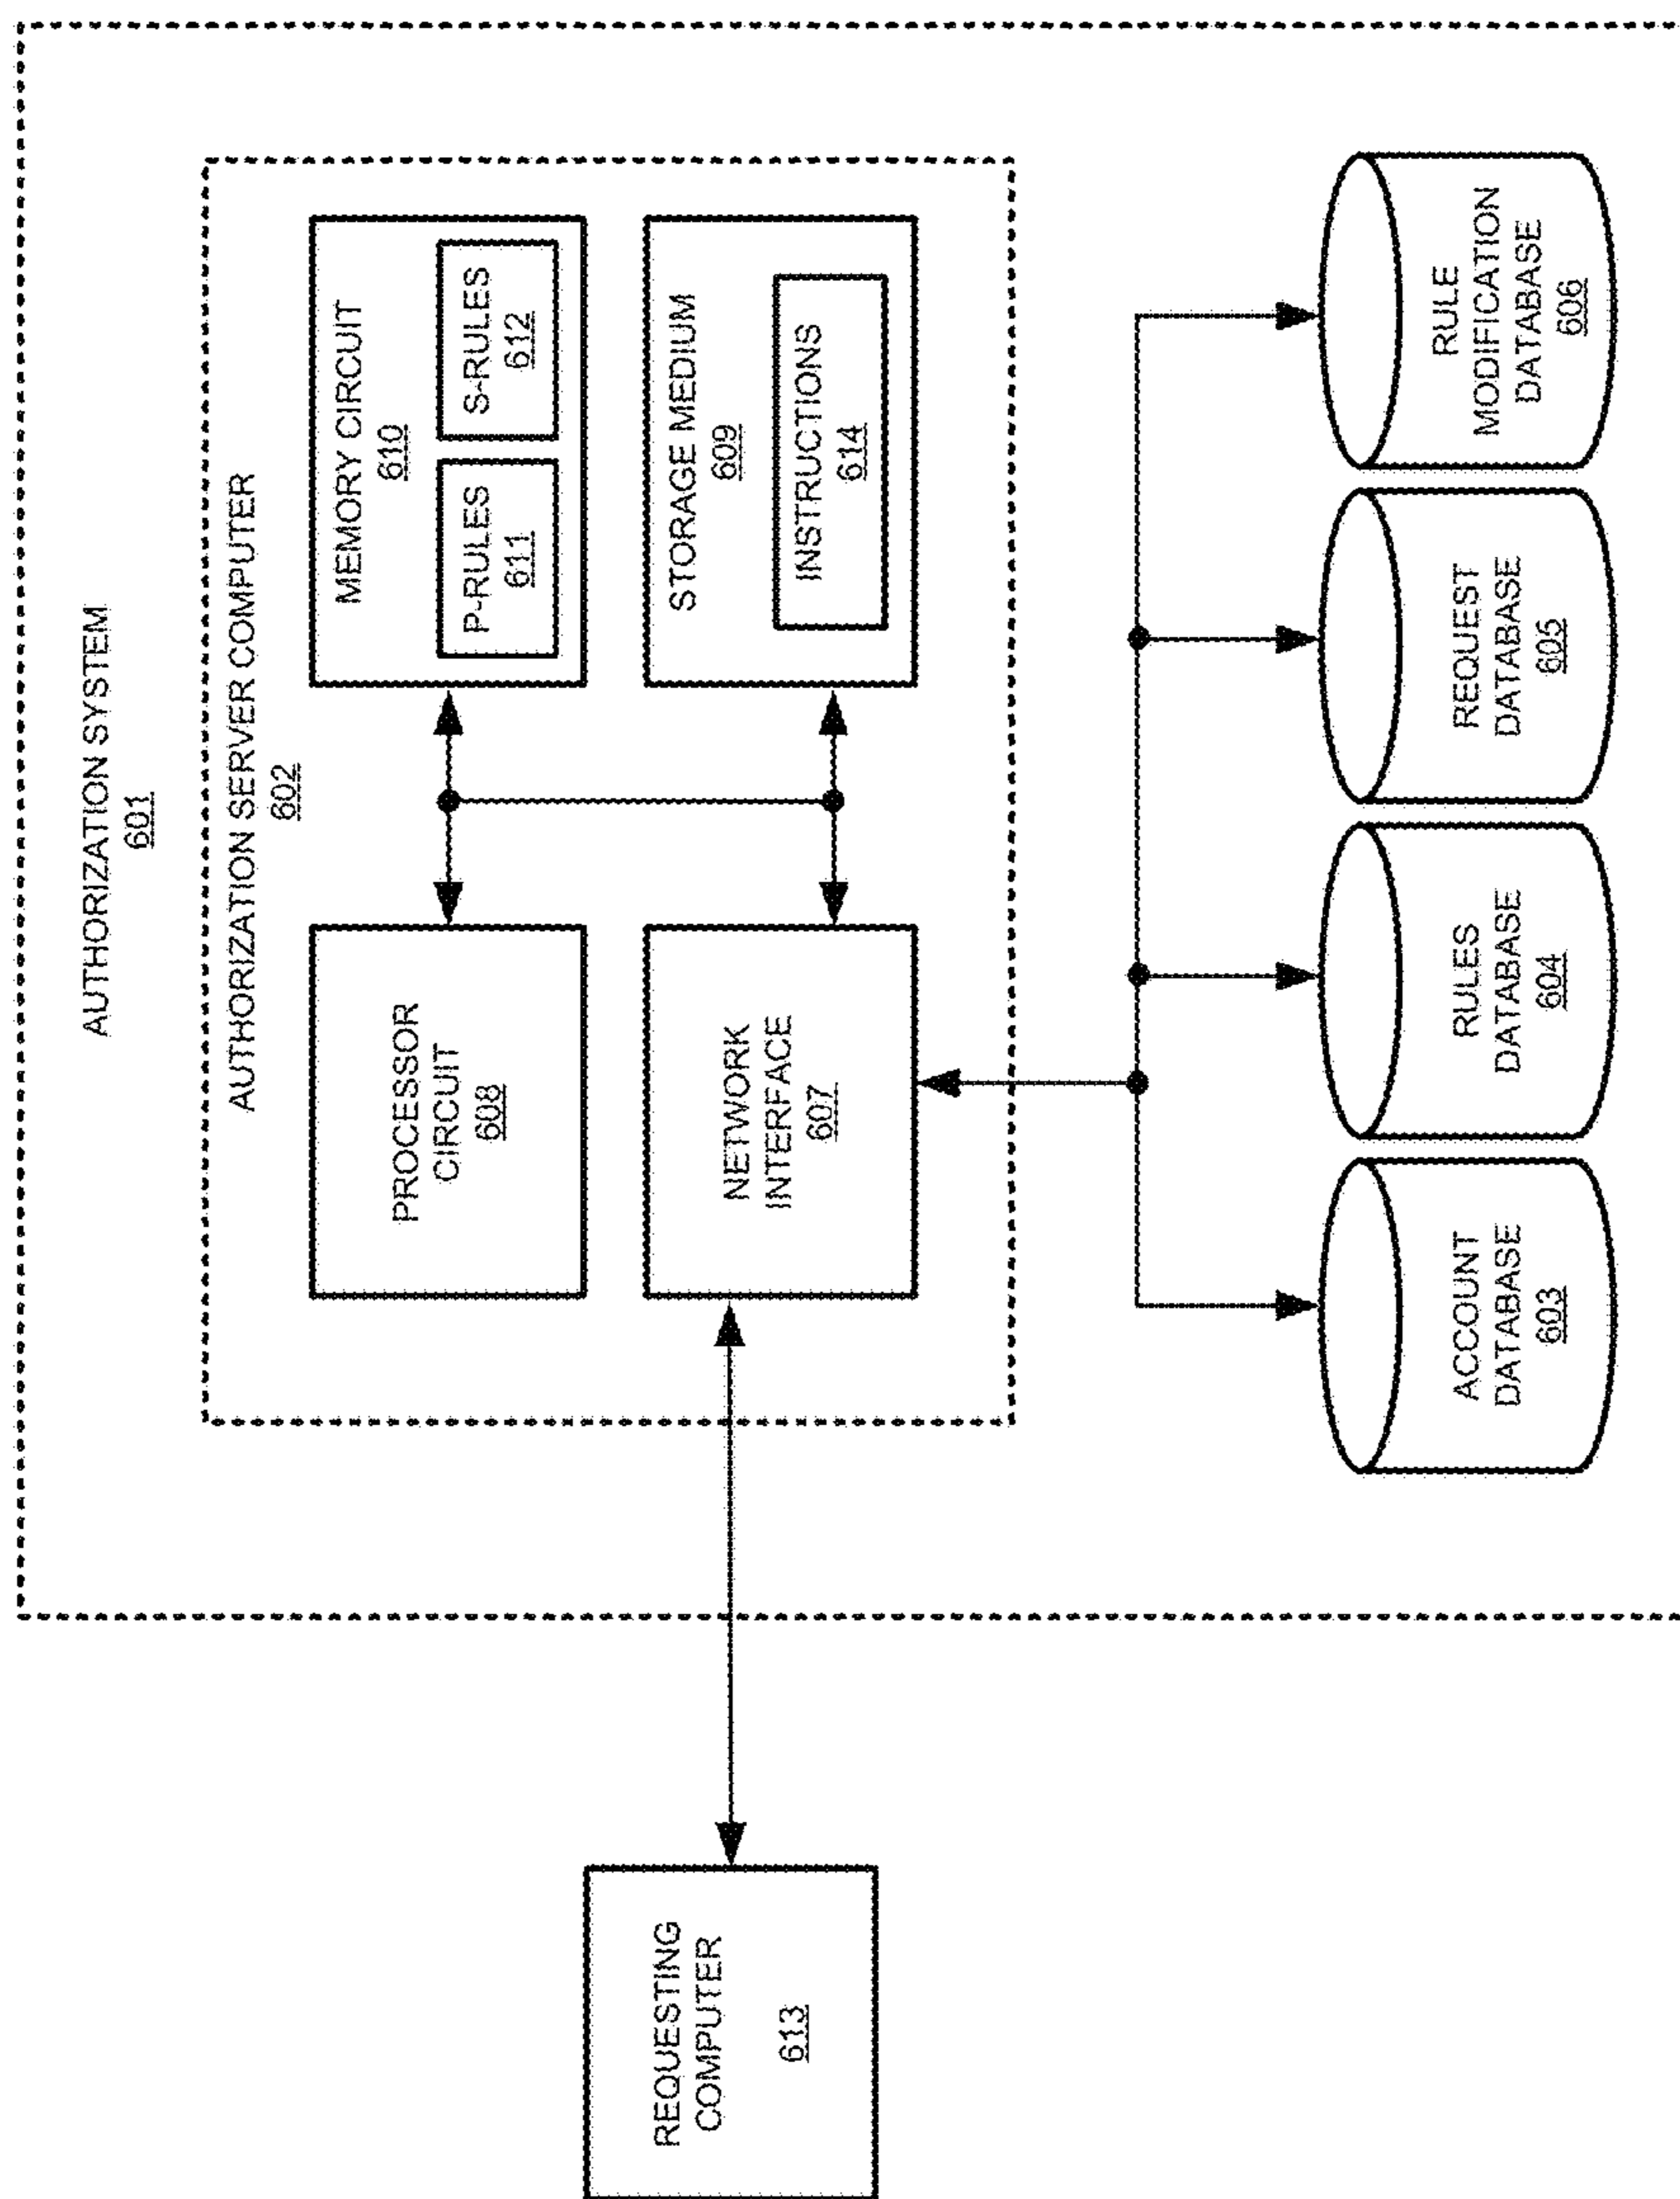 AUTHORIZATION SYSTEM
601
AUTHORIZATION SERVER COMPUTER
602
PROCESSOR
CIRCUIT
608
MEMORY CIRCUIT
610
P-RULES
611
S-RULES
612
NETWORK
INTERFACE
607
STORAGE MEDIUM
609
INSTRUCTIONS
614
REQUESTING
COMPUTER
613
ACCOUNT
DATABASE
603
RULES
DATABASE
604
REQUEST
DATABASE
605
RULE
MODIFICATION
DATABASE
606